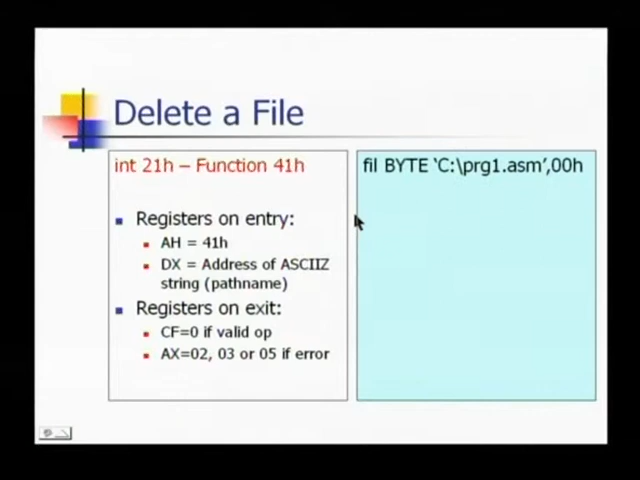 Delete a File
int 21h – Function 41h
Registers on entry:
AH = 41h
DX = Address of ASCIIZ
string (pathname)
Registers on exit:
CF=0 if valid op
AX=02, 03 or 05 if error
fil BYTE ‘C:\prg1.asm’,00h